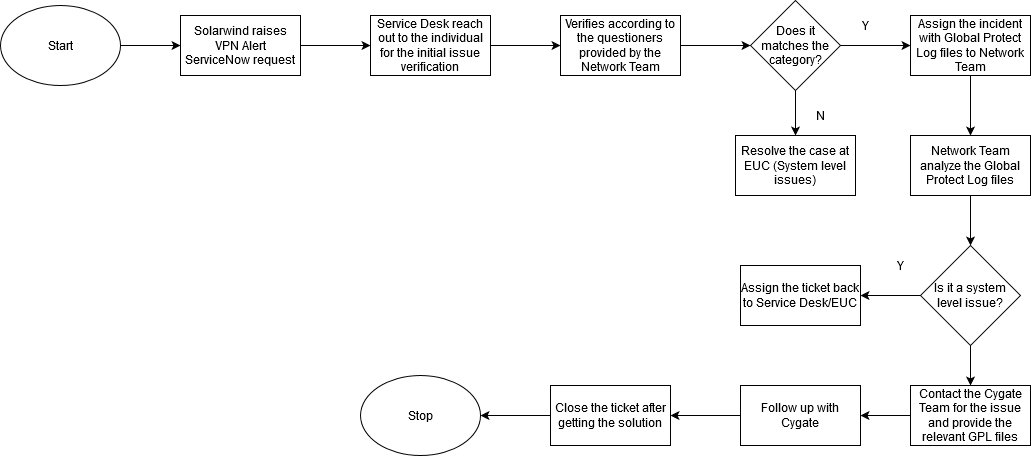 Start
Solarwind raises
VPN Alert
ServiceNow request
Service Desk reach
out to the individual
for the initial issue
verification
Verifies according to
the questioners
provided by the
Network Team
Does it
matches the
category?
Y
Assign the incident
with Global Protect
Log files to Network
Team
N
Resolve the case at
EUC (System level
issues)
Network Team
analyze the Global
Protect Log files
Y
Is it a system
level issue?
Assign the ticket back
to Service Desk/EUC
Contact the Cygate
Team for the issue
and provide the
relevant GPL files
Follow up with
Cygate
Close the ticket after
getting the solution
Stop